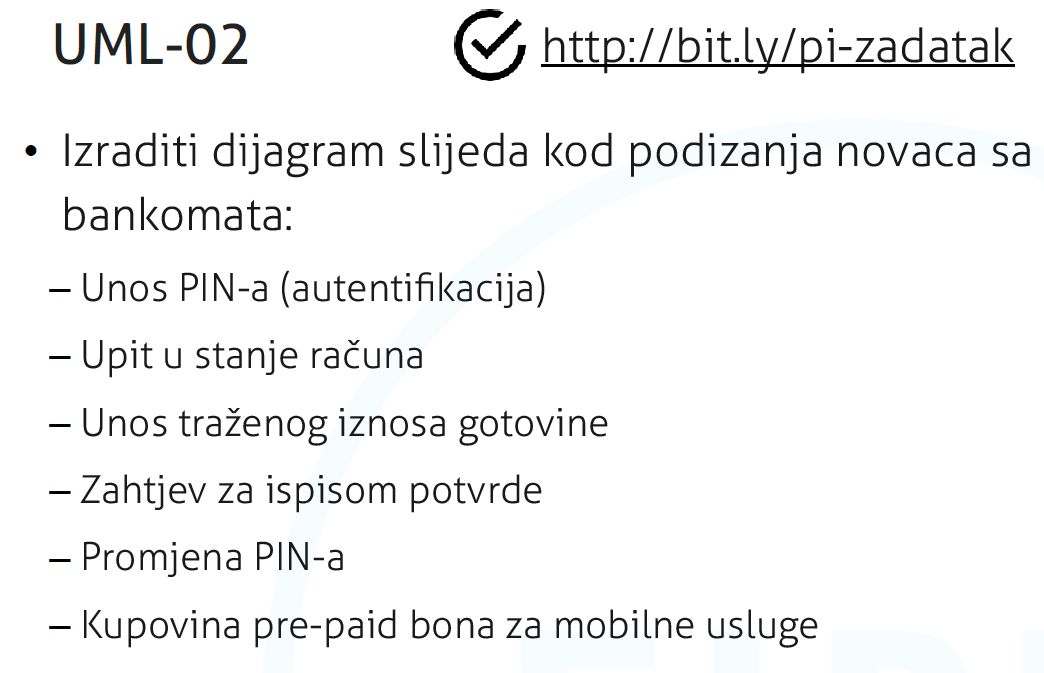 UML-02
http://bit.ly/pi-zadatak
• Izraditi dijagram slijeda kod podizanja novaca sa
bankomata:
– Unos PIN-a (autentifikacija)
– Upit u stanje računa
– Unos traženog iznosa gotovine
– Zahtjev za ispisom potvrde
– Promjena PIN-a
– Kupovina pre-paid bona za mobilne usluge